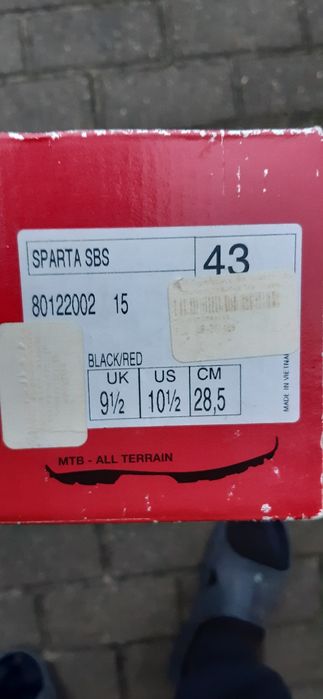 SPARTA SBS
43
80122002 15
BLACK/RED
UK US CM
9½ 10½ 28,5
MADE IN VIETNA
MTB - ALL TERRAIN